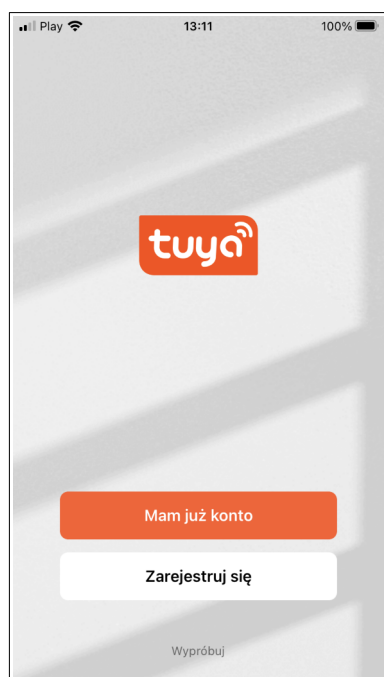 Play 13:11 100%
tuya
Mam już konto
Zarejestruj się
Wypróbuj